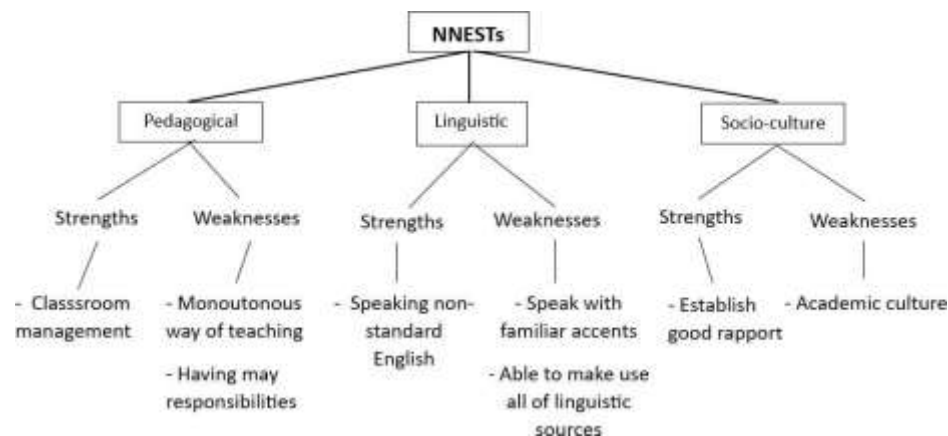 NNESTs
Pedagogical
Linguistic
Socio-culture
Strengths
Weaknesses
Strengths
Weaknesses
Strengths
Weaknesses
- Classsroom
management
- Monoutonous
way of teaching
- Having may
responsibilities
- Speaking non-
standard
English
- Speak with
familiar accents
- Able to make use
all of linguistic
sources
- Establish
good rapport
- Academic culture